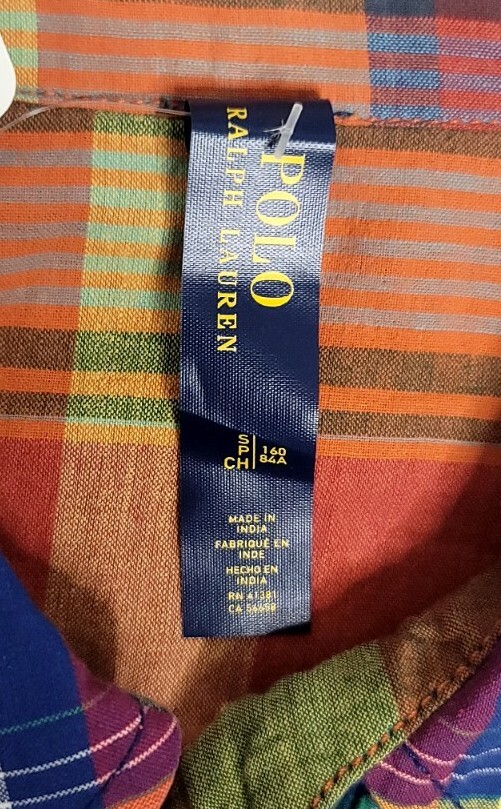 POLO
RALPH LAUREN
S
P
CH
160
84A
MADE IN
INDIA
FABRIQUÉ EN
INDE
HECHO EN
INDIA
RN 41381
CA 56658